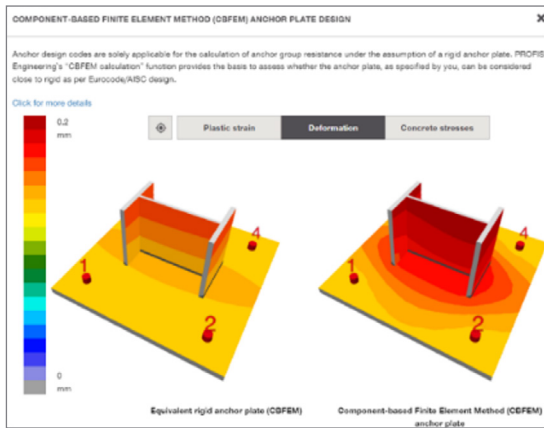 COMPONENT-BASED FINITE ELEMENT METHOD (CBFEM) ANCHOR PLATE DESIGN
Anchor design codes are solely applicable for the calculation of anchor group resistance under the assumption of a rigid anchor plate. PROFIS
Engineering's "CBFEM calculation" function provides the basis to assess whether the anchor plate, as specified by you, can be considered
close to rigid as per Eurocode/AISC design.
Click for more details
0.2
mm
Plastic strain
Deformation
Concrete stresses
1
4
2
1
4
2
0
mm
Equivalent rigid anchor plate (CBFEM)
Component-based Finite Element Method (CBFEM)
anchor plate